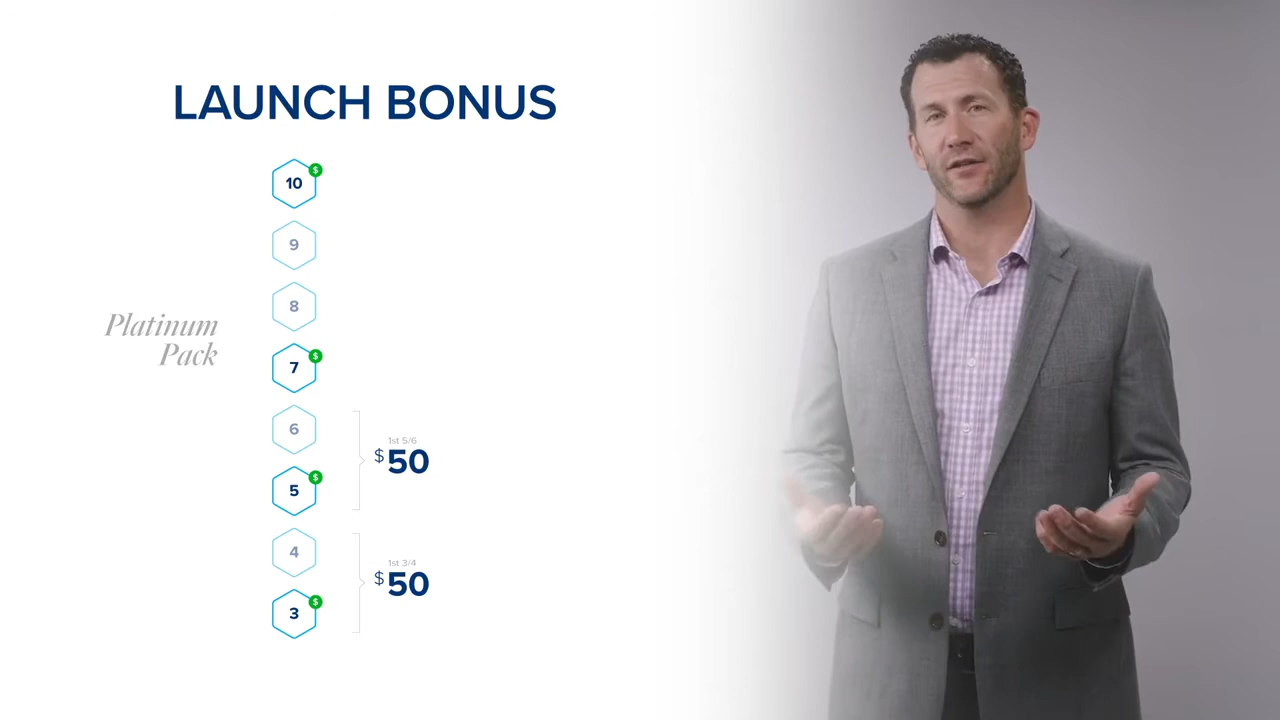 LAUNCH BONUS
10 $
9
8
Platinum
Pack
7 $
6
1st 5/6
$50
5 $
4
1st 3/4
$50
3 $